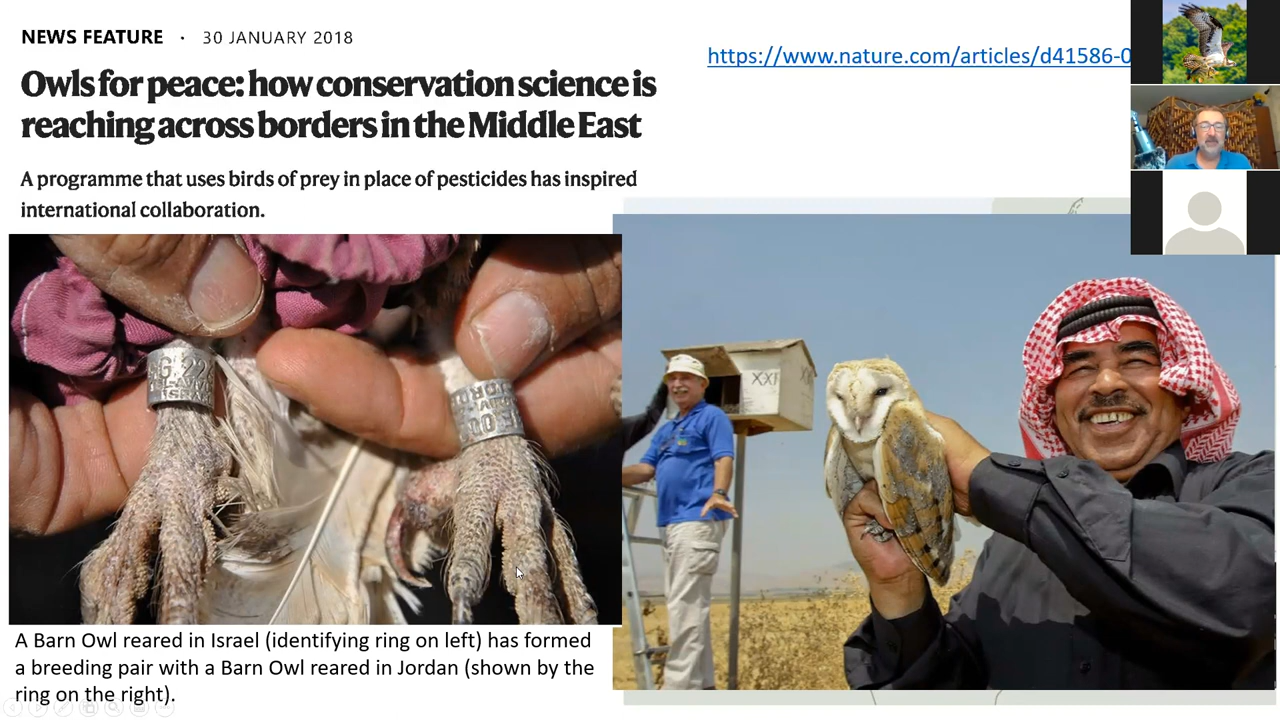 NEWS FEATURE · 30 JANUARY 2018
https://www.nature.com/articles/d41586-0
Owls for peace: how conservation science is
reaching across borders in the Middle East
A programme that uses birds of prey in place of pesticides has inspired
international collaboration.
XXI
A Barn Owl reared in Israel (identifying ring on left) has formed
a breeding pair with a Barn Owl reared in Jordan (shown by the
ring on the right).